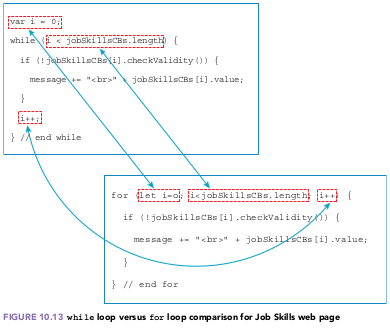 var i = 0;
while (i < jobSkillsCBs.length) {
if (!jobSkillsCBs[i].checkValidity()) {
message += "<br>" + jobSkillsCBs[i].value;
}
i++;
} // end while
for (let i=o; i<jobSkillsCBs.length; i++) {
if (!jobSkillsCBs[i].checkValidity()) {
message += "<br>" + jobSkillsCBs[i].value;
}
} // end for
FIGURE 10.13 while loop versus for loop comparison for Job Skills web page